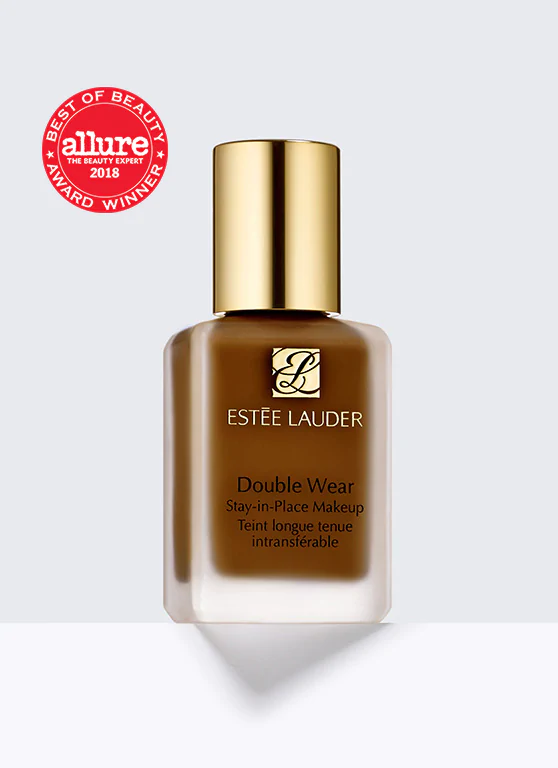 BEST OF BEAUTY
allure
THE BEAUTY EXPERT
2018
AWARD WINNER
EL
ESTĒE LAUDER
Double Wear
Stay-in-Place Makeup
Teint longue tenue
intransférable